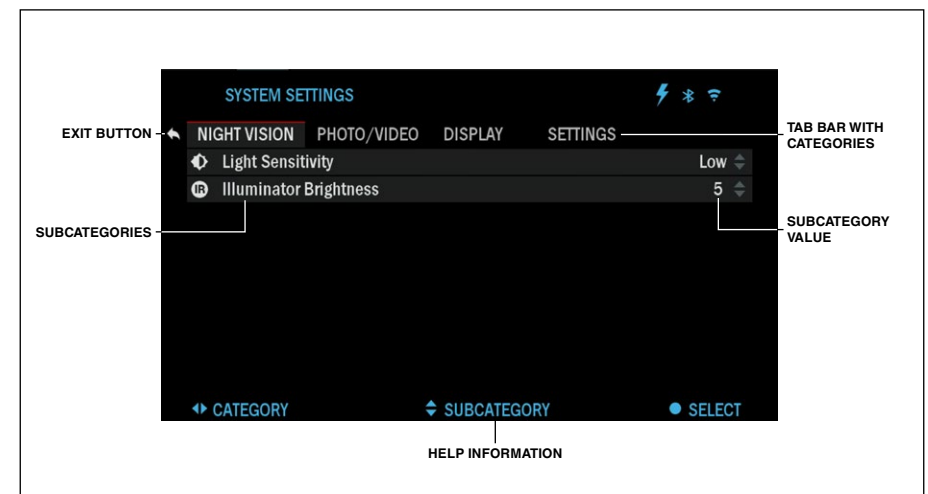 SYSTEM SETTINGS
EXIT BUTTON
NIGHT VISION PHOTO/VIDEO DISPLAY SETTINGS
TAB BAR WITH
CATEGORIES
Light Sensitivity Low
IR Illuminator Brightness 5
SUBCATEGORIES
SUBCATEGORY
VALUE
CATEGORY SUBCATEGORY SELECT
HELP INFORMATION